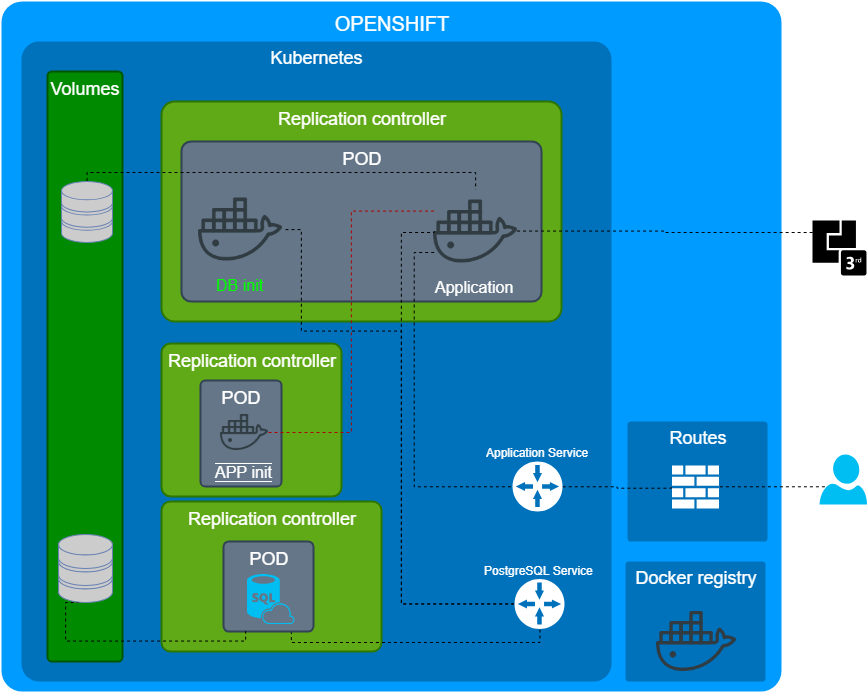 OPENSHIFT
Kubernetes
Volumes
Replication controller
POD
DB init
Application
3rd
Replication controller
POD
APP init
Application Service
Routes
Replication controller
POD
SQL
PostgreSQL Service
Docker registry